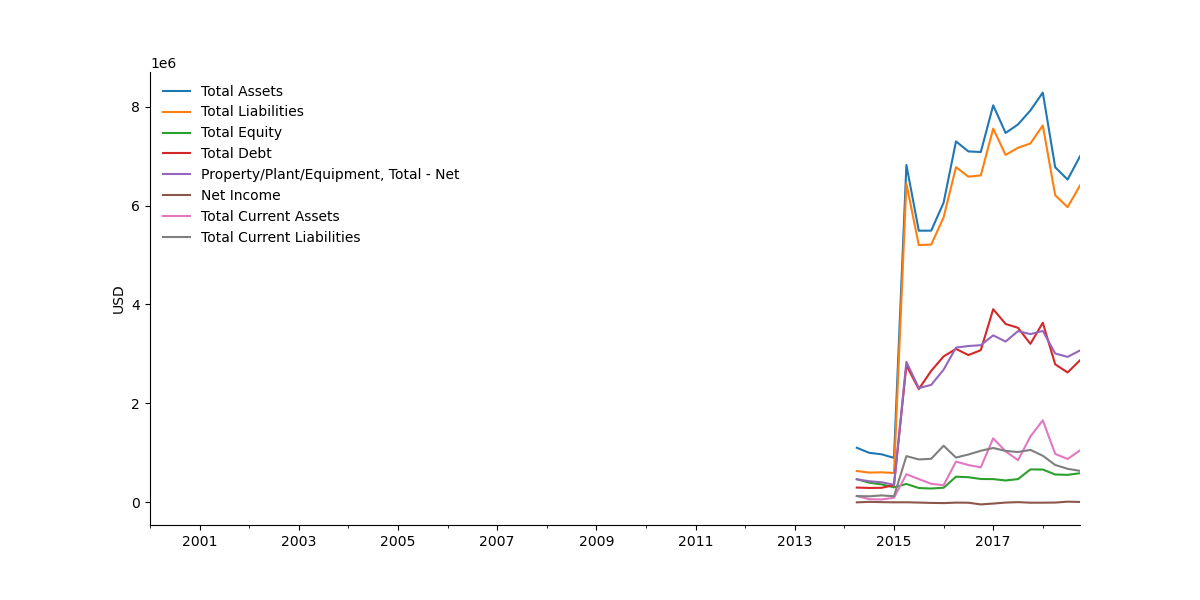 1e6
Total Assets
Total Liabilities
Total Equity
Total Debt
Property/Plant/Equipment, Total - Net
Net Income
Total Current Assets
Total Current Liabilities
USD
8
6
4
2
0
2001 2003 2005 2007 2009 2011 2013 2015 2017